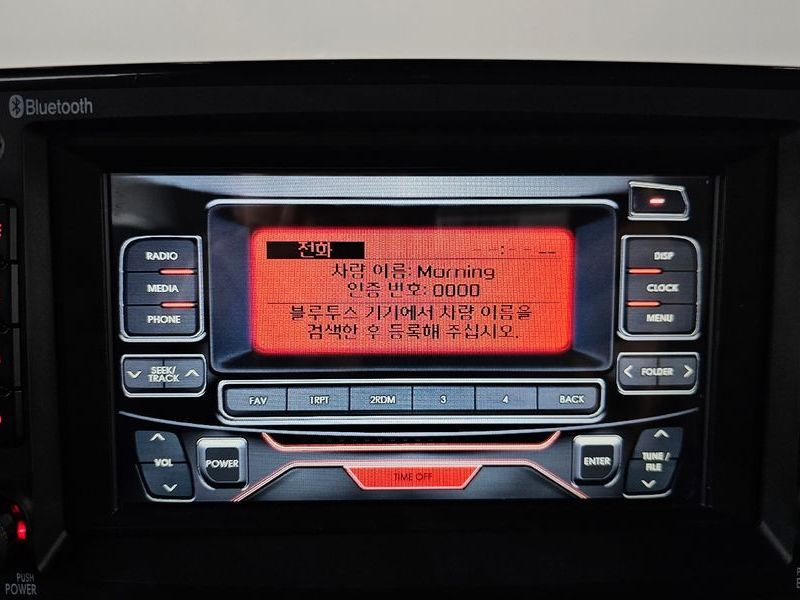 Bluetooth
전화 --:-- --
차량 이름: Morning
인증 번호: 0000
블루투스 기기에서 차량 이름을
검색한 후 등록해 주십시오.
RADIO
MEDIA
PHONE
DISP
CLOCK
MENU
SEEK/
TRACK
FOLDER
FAV 1RPT 2RDM 3 4 BACK
VOL
POWER
TIME OFF
ENTER
TUNE /
FILE
PUSH
POWER